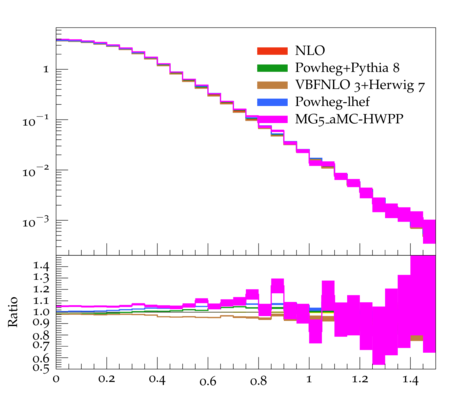 1
10−1
10−2
10−3
NLO
Powheg+Pythia 8
VBFNLO 3+Herwig 7
Powheg-lhef
MG5_aMC-HWPP
1.4
1.3
1.2
1.1
1.0
0.9
0.8
0.7
0.6
0.5
Ratio
0 0.2 0.4 0.6 0.8 1 1.2 1.4